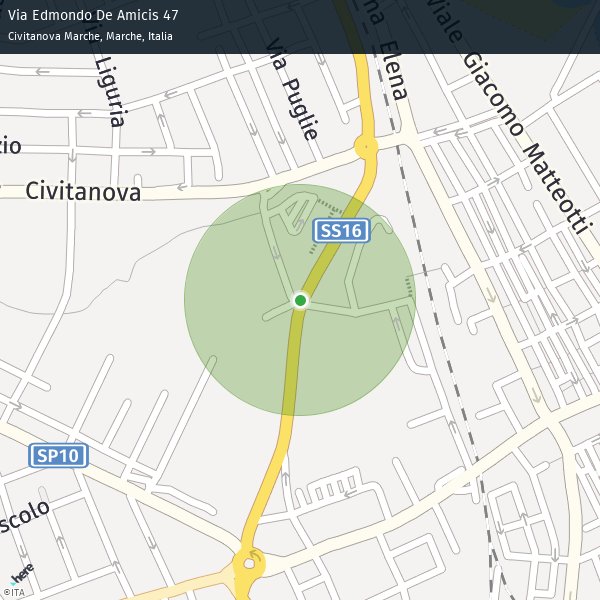 Via Edmondo De Amicis 47
Civitanova Marche, Marche, Italia
Liguria
Via Puglie
Elena
Viale Giacomo Matteotti
zio
Civitanova
SS16
SP10
scolo
here
©ITA